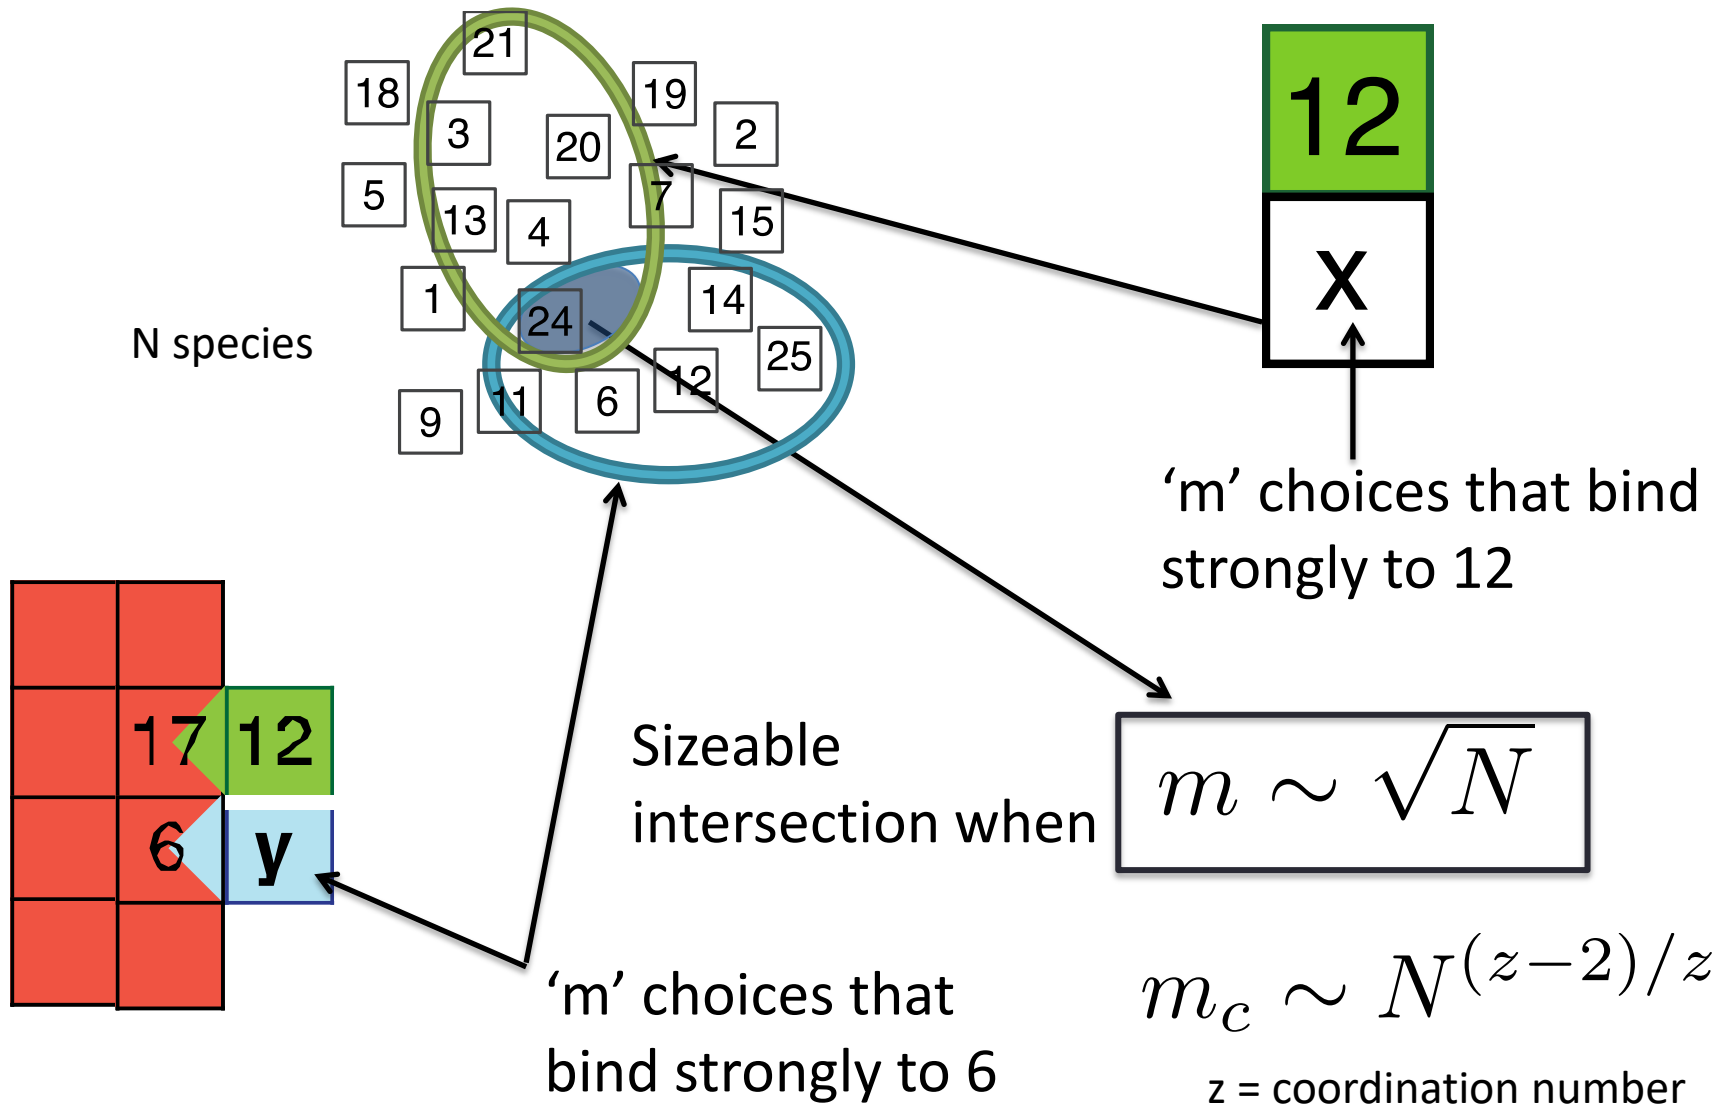 21
18
19
12
3
20
2
5
7
13
4
15
1
24
14
x
N species
25
12
11
6
9
‘m’ choices that bind
strongly to 12
17 12
Sizeable
intersection when
m ∼ √N
6 y
‘m’ choices that
bind strongly to 6
m_c ∼ N^{(z−2)/z}
z = coordination number